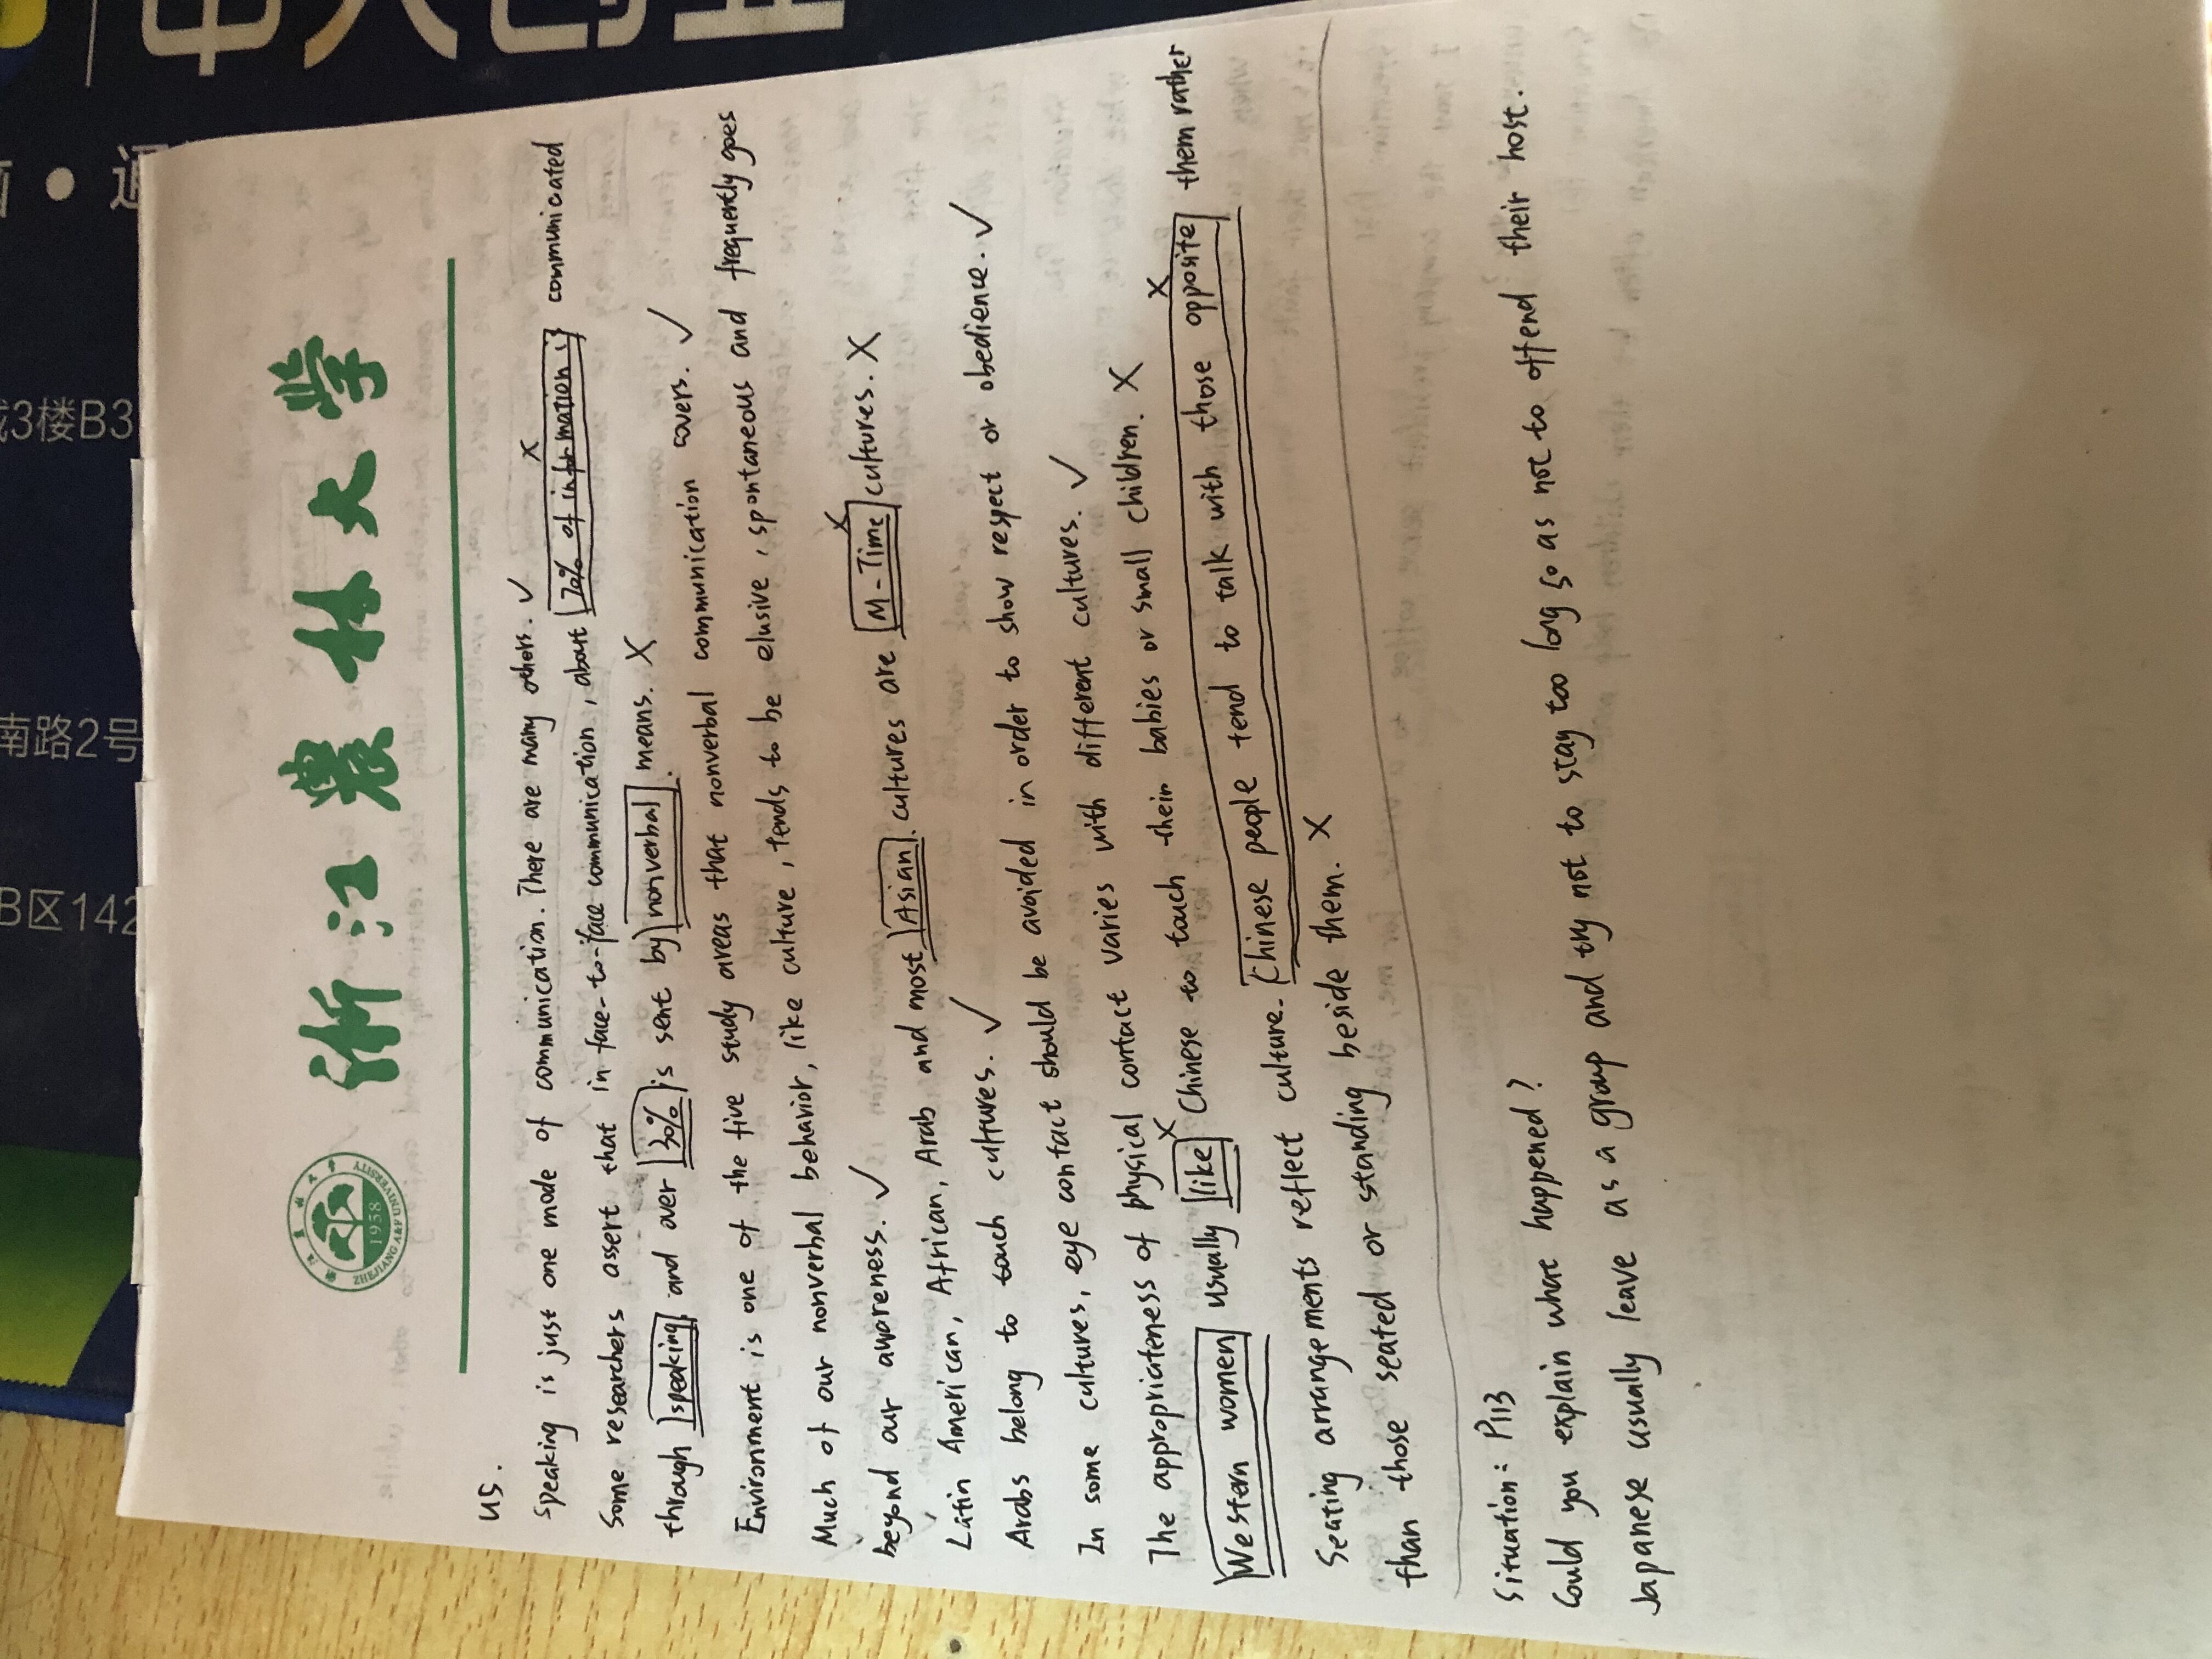 浙江农林大学
1958
ZHEJIANG A&F UNIVERSITY
us.
Speaking is just one mode of communication. There are many others. ✓
Some researchers assert that in face-to-face communication, about 70% of information is communicated
through speaking and over 30% is sent by nonverbal means. X
Environment is one of the five study areas that nonverbal communication covers. ✓
Much of our nonverbal behavior, like culture, tends to be elusive, spontaneous and frequently goes
beyond our awareness. ✓
Latin American, African, Arab and most Asian cultures are M-Time cultures. X
Arabs belong to touch cultures. ✓
In some cultures, eye contact should be avoided in order to show respect or obedience. ✓
The appropriateness of physical contact varies with different cultures. ✓
Western women usually like Chinese to touch their babies or small children. X
Seating arrangements reflect culture. Chinese people tend to talk with those opposite them rather
than those seated or standing beside them. X
Situation: P113
Could you explain what happened?
Japanese usually leave as a group and try not to stay too long so as not to offend their host.
3楼B3
南路2号
B区142